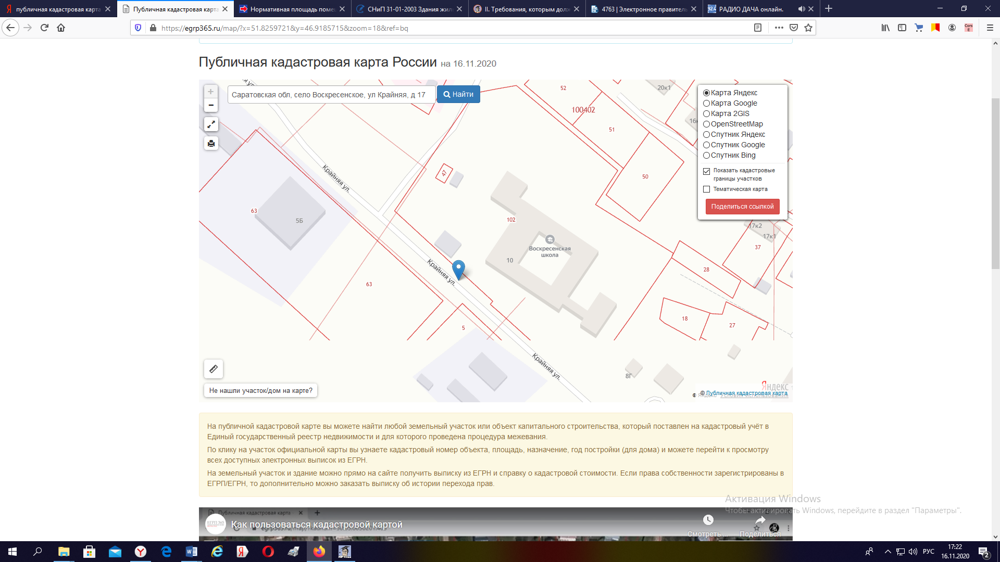 публичная кадастровая карта
Публичная кадастровая карта
Нормативная площадь помещ
СНиП 31-01-2003 Здания жил
II. Требования, которым долж
4763 | Электронное правитель
РАДИО ДАЧА онлайн.
https://egrp365.ru/map/?x=51.8259721&y=46.9185715&zoom=18&ref=bq
Публичная кадастровая карта России на 16.11.2020
Саратовская обл, село Воскресенское, ул Крайняя, д 17
Найти
Карта Яндекс
Карта Google
Карта 2GIS
OpenStreetMap
Спутник Яндекс
Спутник Google
Спутник Bing
Показать кадастровые
границы участков
Тематическая карта
Поделиться ссылкой
52
20к1
100402
51
50
47
Крайняя ул.
63
5Б
102
17к2
17к1
37
Воскресенская
школа
10
28
Крайняя ул.
63
18
27
5
Крайняя ул.
8Г
Яндекс
© Публичная кадастровая карта
© Яндекс Условия использования
Не нашли участок/дом на карте?
На публичной кадастровой карте вы можете найти любой земельный участок или объект капитального строительства, который поставлен на кадастровый учёт в
Единый государственный реестр недвижимости и для которого проведена процедура межевания.
По клику на участок официальной карты вы узнаете кадастровый номер объекта, площадь, назначение, год постройки (для дома) и можете перейти к просмотру
всех доступных электронных выписок из ЕГРН.
На земельный участок и здание можно прямо на сайте получить выписку из ЕГРН и справку о кадастровой стоимости. Если права собственности зарегистрированы в
ЕГРП/ЕГРН, то дополнительно можно заказать выписку об истории перехода прав.
Активация Windows
Чтобы активировать Windows, перейдите в раздел "Параметры".
Публичная кадастровая карта
ЕГРП 365
Как пользоваться кадастровой картой
Смотреть ...
Поделиться
РУС
17:22
16.11.2020
2